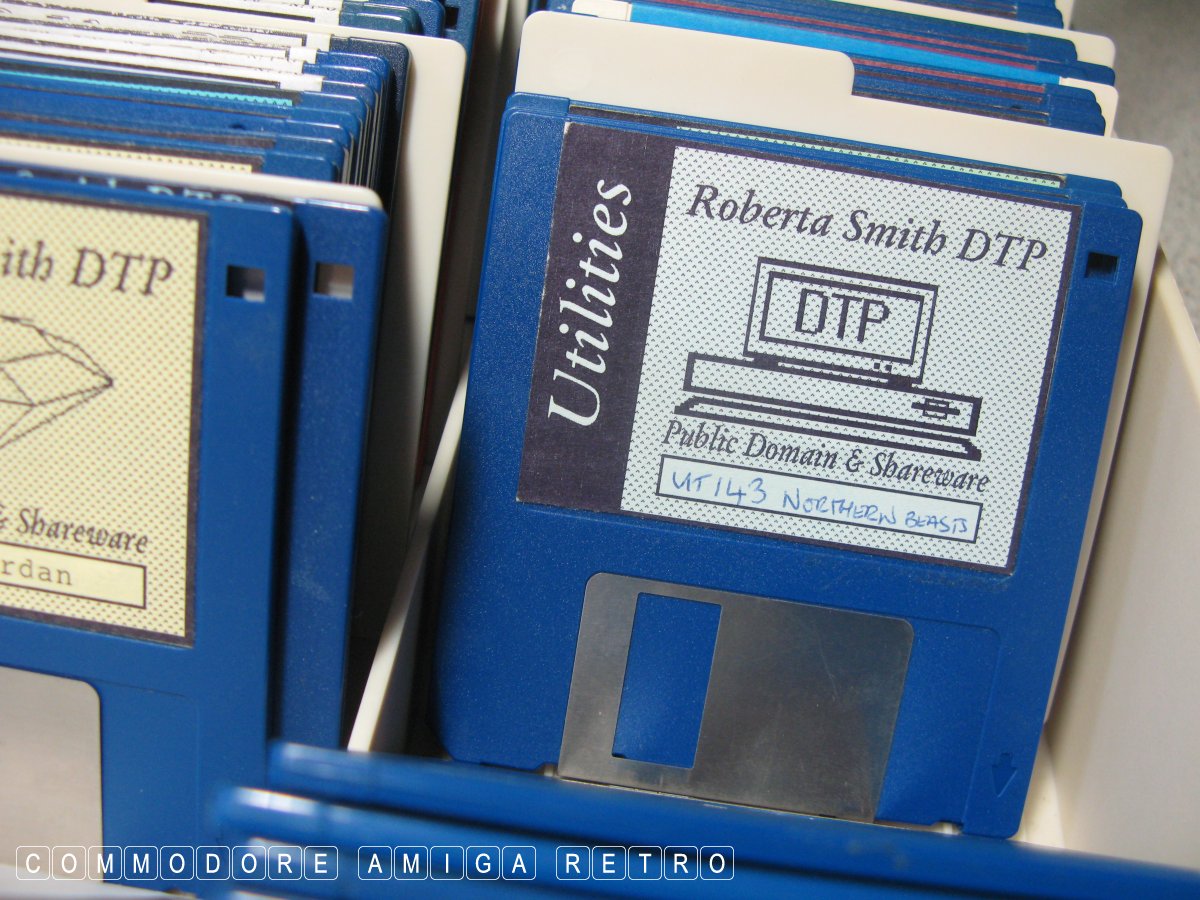 ith DTP
& Shareware
rdan
Utilities
Roberta Smith DTP
DTP
Public Domain & Shareware
UT143 NORTHERN BEASTS
COMMODORE AMIGA RETRO